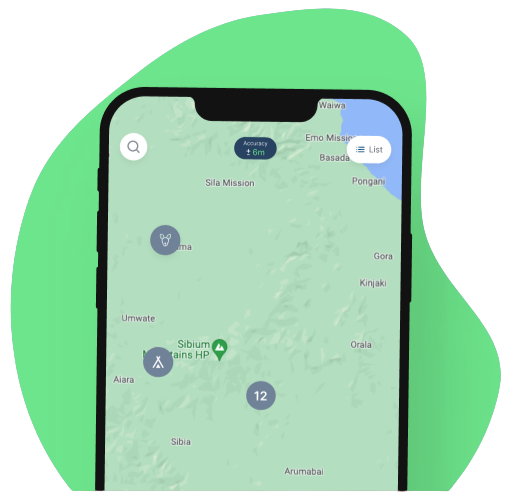 Waiwa
Accuracy
± 6m
Emo Missio
List
Basada
Sila Mission
Pongani
ma
Gora
Kinjaki
Umwate
Sibium
M tains HP
Orala
Aiara
12
Sibia
Arumabai